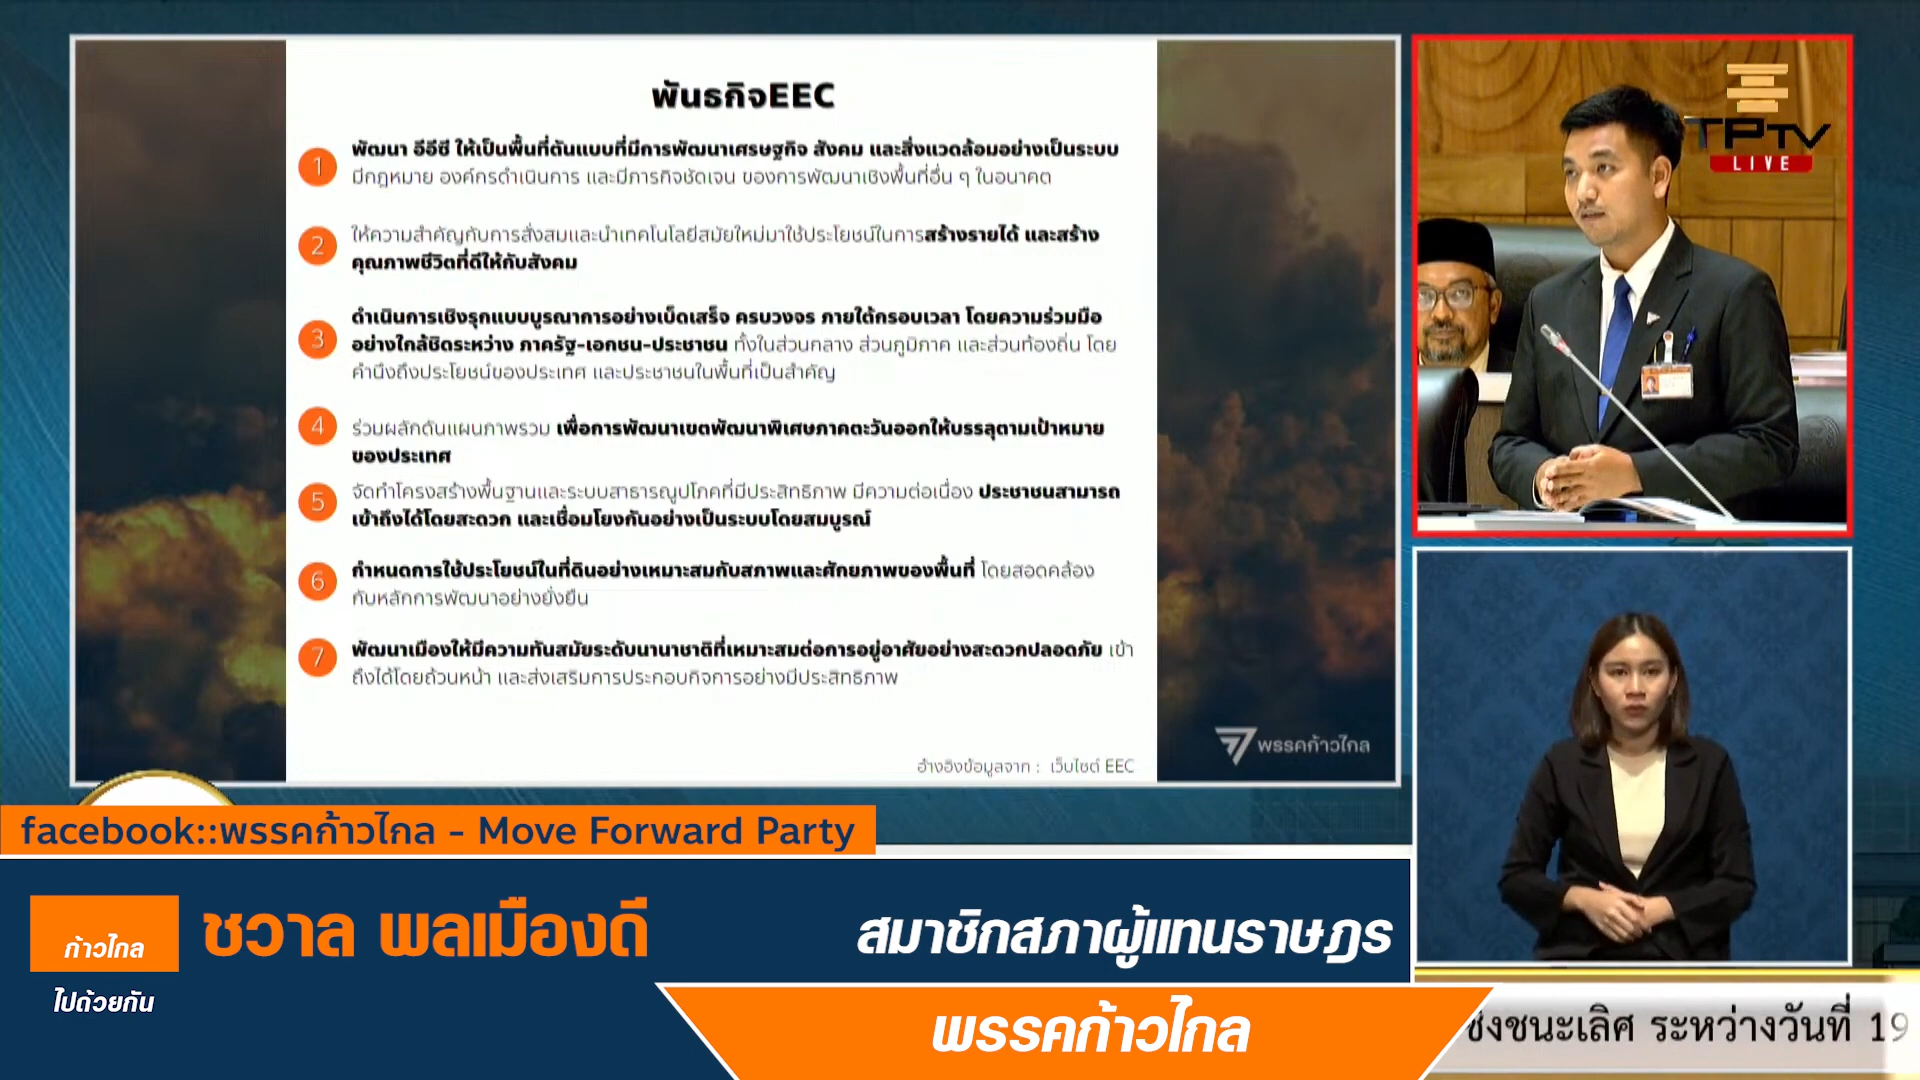 พันธกิจEEC
1
พัฒนา อีอีซี ให้เป็นพื้นที่ต้นแบบที่มีการพัฒนาเศรษฐกิจ สังคม และสิ่งแวดล้อมอย่างเป็นระบบ
มีกฎหมาย องค์กรดำเนินการ และมีภารกิจชัดเจน ของการพัฒนาเชิงพื้นที่อื่น ๆ ในอนาคต
2
ให้ความสำคัญกับการสั่งสมและนำเทคโนโลยีสมัยใหม่มาใช้ประโยชน์ในการสร้างรายได้ และสร้าง
คุณภาพชีวิตที่ดีให้กับสังคม
3
ดำเนินการเชิงรุกแบบบูรณาการอย่างเบ็ดเสร็จ ครบวงจร ภายใต้กรอบเวลา โดยความร่วมมือ
อย่างใกล้ชิดระหว่าง ภาครัฐ-เอกชน-ประชาชน ทั้งในส่วนกลาง ส่วนภูมิภาค และส่วนท้องถิ่น โดย
คำนึงถึงประโยชน์ของประเทศ และประชาชนในพื้นที่เป็นสำคัญ
4
ร่วมผลักดันแผนภาพรวม เพื่อการพัฒนาเขตพัฒนาพิเศษภาคตะวันออกให้บรรลุตามเป้าหมาย
ของประเทศ
5
จัดทำโครงสร้างพื้นฐานและระบบสาธารณูปโภคที่มีประสิทธิภาพ มีความต่อเนื่อง ประชาชนสามารถ
เข้าถึงได้โดยสะดวก และเชื่อมโยงกันอย่างเป็นระบบโดยสมบูรณ์
6
กำหนดการใช้ประโยชน์ในที่ดินอย่างเหมาะสมกับสภาพและศักยภาพของพื้นที่ โดยสอดคล้อง
กับหลักการพัฒนาอย่างยั่งยืน
7
พัฒนาเมืองให้มีความทันสมัยระดับนานาชาติที่เหมาะสมต่อการอยู่อาศัยอย่างสะดวกปลอดภัย เข้า
ถึงได้โดยถ้วนหน้า และส่งเสริมการประกอบกิจการอย่างมีประสิทธิภาพ
อ้างอิงข้อมูลจาก : เว็บไซต์ EEC
พรรคก้าวไกล
TPTV
LIVE
facebook::พรรคก้าวไกล - Move Forward Party
ก้าวไกล
ไปด้วยกัน
ชวาล พลเมืองดี
สมาชิกสภาผู้แทนราษฎร
พรรคก้าวไกล
ชิงชนะเลิศ ระหว่างวันที่ 19